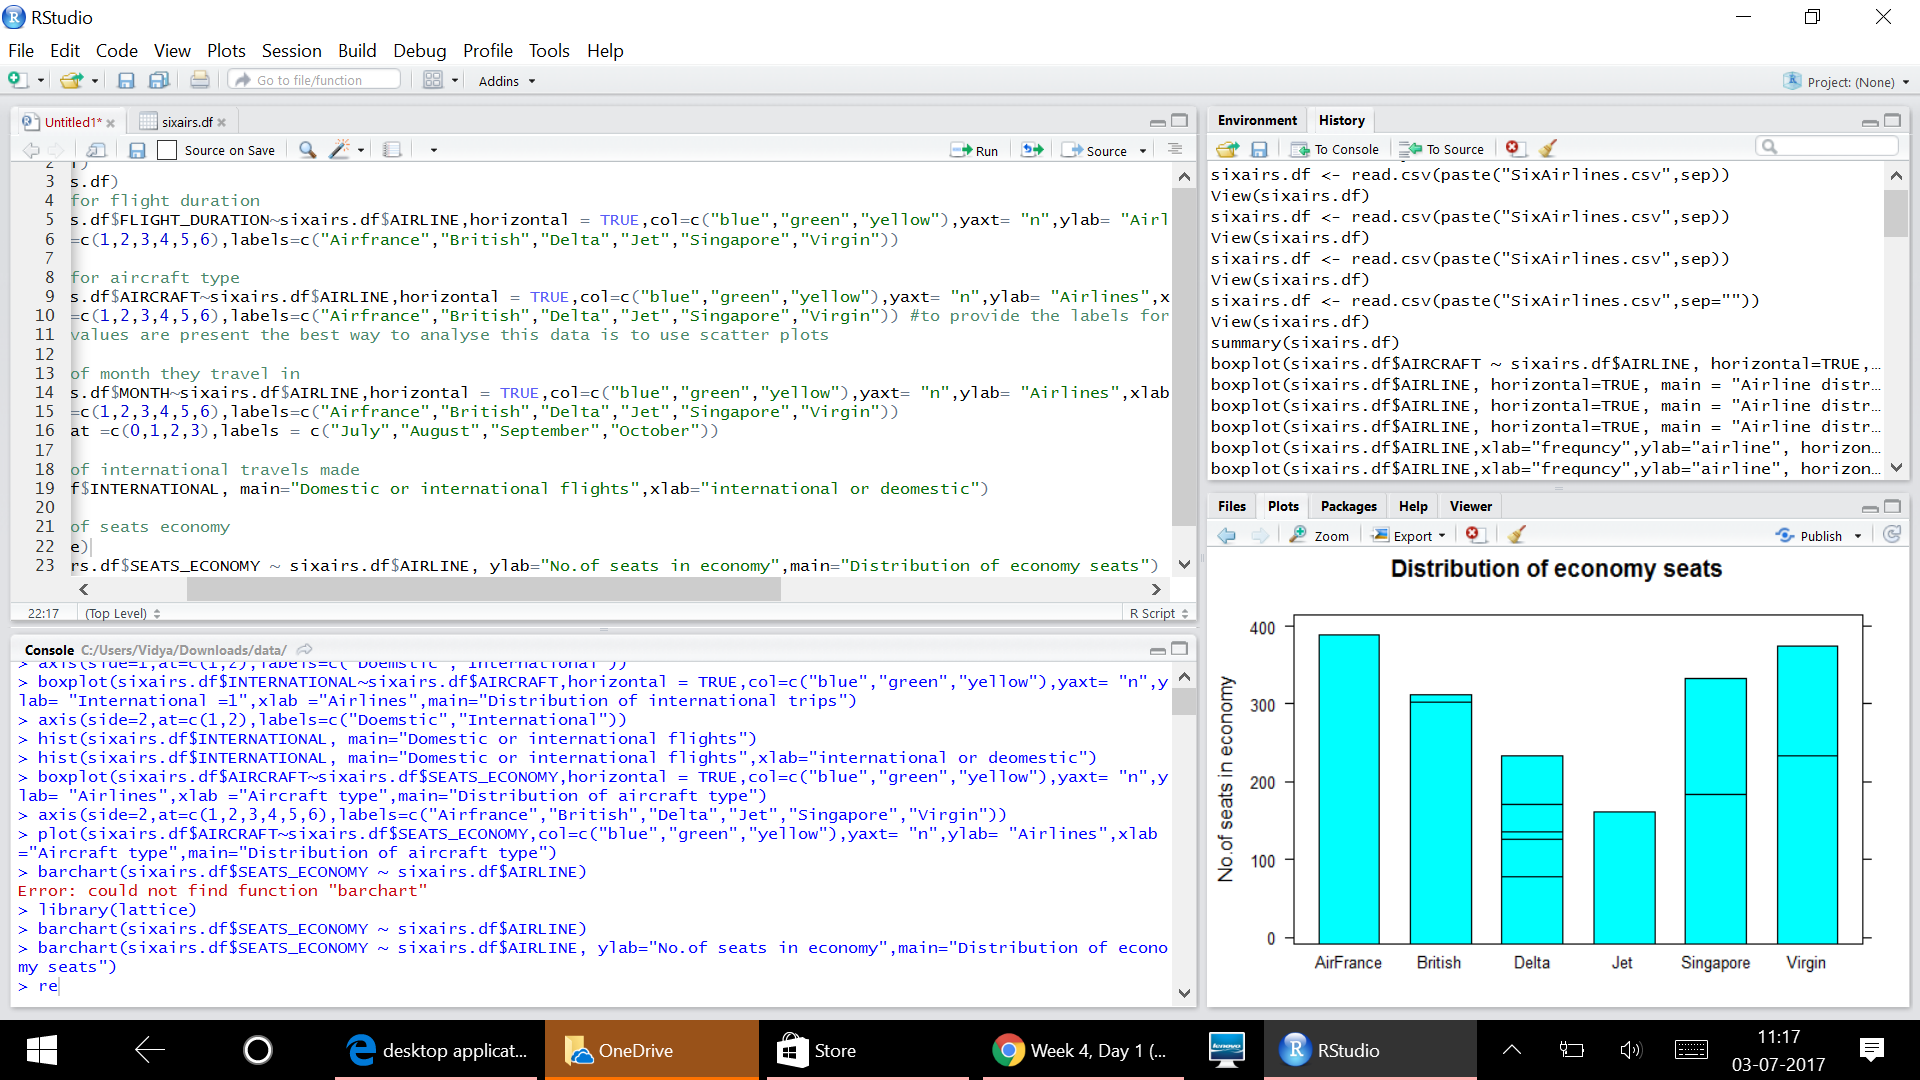 RStudio
File Edit Code View Plots Session Build Debug Profile Tools Help
Go to file/function
Addins
Project: (None)
Untitled1*
sixairs.df
Source on Save
Run
Source
2
3 s.df)
4 for flight duration
5 s.df$FLIGHT_DURATION~sixairs.df$AIRLINE,horizontal = TRUE,col=c("blue","green","yellow"),yaxt= "n",ylab= "Airl
6 =c(1,2,3,4,5,6),labels=c("Airfrance","British","Delta","Jet","Singapore","Virgin"))
7
8 for aircraft type
9 s.df$AIRCRAFT~sixairs.df$AIRLINE,horizontal = TRUE,col=c("blue","green","yellow"),yaxt= "n",ylab= "Airlines",x
10 =c(1,2,3,4,5,6),labels=c("Airfrance","British","Delta","Jet","Singapore","Virgin")) #to provide the labels for
11 values are present the best way to analyse this data is to use scatter plots
12
13 of month they travel in
14 s.df$MONTH~sixairs.df$AIRLINE,horizontal = TRUE,col=c("blue","green","yellow"),yaxt= "n",ylab= "Airlines",xlab
15 =c(1,2,3,4,5,6),labels=c("Airfrance","British","Delta","Jet","Singapore","Virgin"))
16 at =c(0,1,2,3),labels = c("July","August","September","October"))
17
18 of international travels made
19 f$INTERNATIONAL, main="Domestic or international flights",xlab="international or deomestic")
20
21 of seats economy
22 e)
23 rs.df$SEATS_ECONOMY ~ sixairs.df$AIRLINE, ylab="No.of seats in economy",main="Distribution of economy seats")
22:17 (Top Level) R Script
Console C:/Users/Vidya/Downloads/data/
> axis(side=1,at=c(1,2),labels=c("Doemstic","International"))
> boxplot(sixairs.df$INTERNATIONAL~sixairs.df$AIRCRAFT,horizontal = TRUE,col=c("blue","green","yellow"),yaxt= "n",y
lab= "International =1",xlab ="Airlines",main="Distribution of international trips")
> axis(side=2,at=c(1,2),labels=c("Doemstic","International"))
> hist(sixairs.df$INTERNATIONAL, main="Domestic or international flights")
> hist(sixairs.df$INTERNATIONAL, main="Domestic or international flights",xlab="international or deomestic")
> boxplot(sixairs.df$AIRCRAFT~sixairs.df$SEATS_ECONOMY,horizontal = TRUE,col=c("blue","green","yellow"),yaxt= "n",y
lab= "Airlines",xlab ="Aircraft type",main="Distribution of aircraft type")
> axis(side=2,at=c(1,2,3,4,5,6),labels=c("Airfrance","British","Delta","Jet","Singapore","Virgin"))
> plot(sixairs.df$AIRCRAFT~sixairs.df$SEATS_ECONOMY,col=c("blue","green","yellow"),yaxt= "n",ylab= "Airlines",xlab
="Aircraft type",main="Distribution of aircraft type")
> barchart(sixairs.df$SEATS_ECONOMY ~ sixairs.df$AIRLINE)
Error: could not find function "barchart"
> library(lattice)
> barchart(sixairs.df$SEATS_ECONOMY ~ sixairs.df$AIRLINE)
> barchart(sixairs.df$SEATS_ECONOMY ~ sixairs.df$AIRLINE, ylab="No.of seats in economy",main="Distribution of econo
my seats")
> re
Environment History
To Console To Source
sixairs.df <- read.csv(paste("SixAirlines.csv",sep))
View(sixairs.df)
sixairs.df <- read.csv(paste("SixAirlines.csv",sep))
View(sixairs.df)
sixairs.df <- read.csv(paste("SixAirlines.csv",sep))
View(sixairs.df)
sixairs.df <- read.csv(paste("SixAirlines.csv",sep=""))
View(sixairs.df)
summary(sixairs.df)
boxplot(sixairs.df$AIRCRAFT ~ sixairs.df$AIRLINE, horizontal=TRUE,…
boxplot(sixairs.df$AIRLINE, horizontal=TRUE, main = "Airline distr…
boxplot(sixairs.df$AIRLINE, horizontal=TRUE, main = "Airline distr…
boxplot(sixairs.df$AIRLINE, horizontal=TRUE, main = "Airline distr…
boxplot(sixairs.df$AIRLINE,xlab="frequncy",ylab="airline", horizon…
boxplot(sixairs.df$AIRLINE,xlab="frequncy",ylab="airline", horizon…
Files Plots Packages Help Viewer
Zoom Export Publish
Distribution of economy seats
No.of seats in economy
400
300
200
100
0
AirFrance British Delta Jet Singapore Virgin
desktop applicat...
OneDrive
Store
Week 4, Day 1 (...
lenovo
RStudio
11:17
03-07-2017